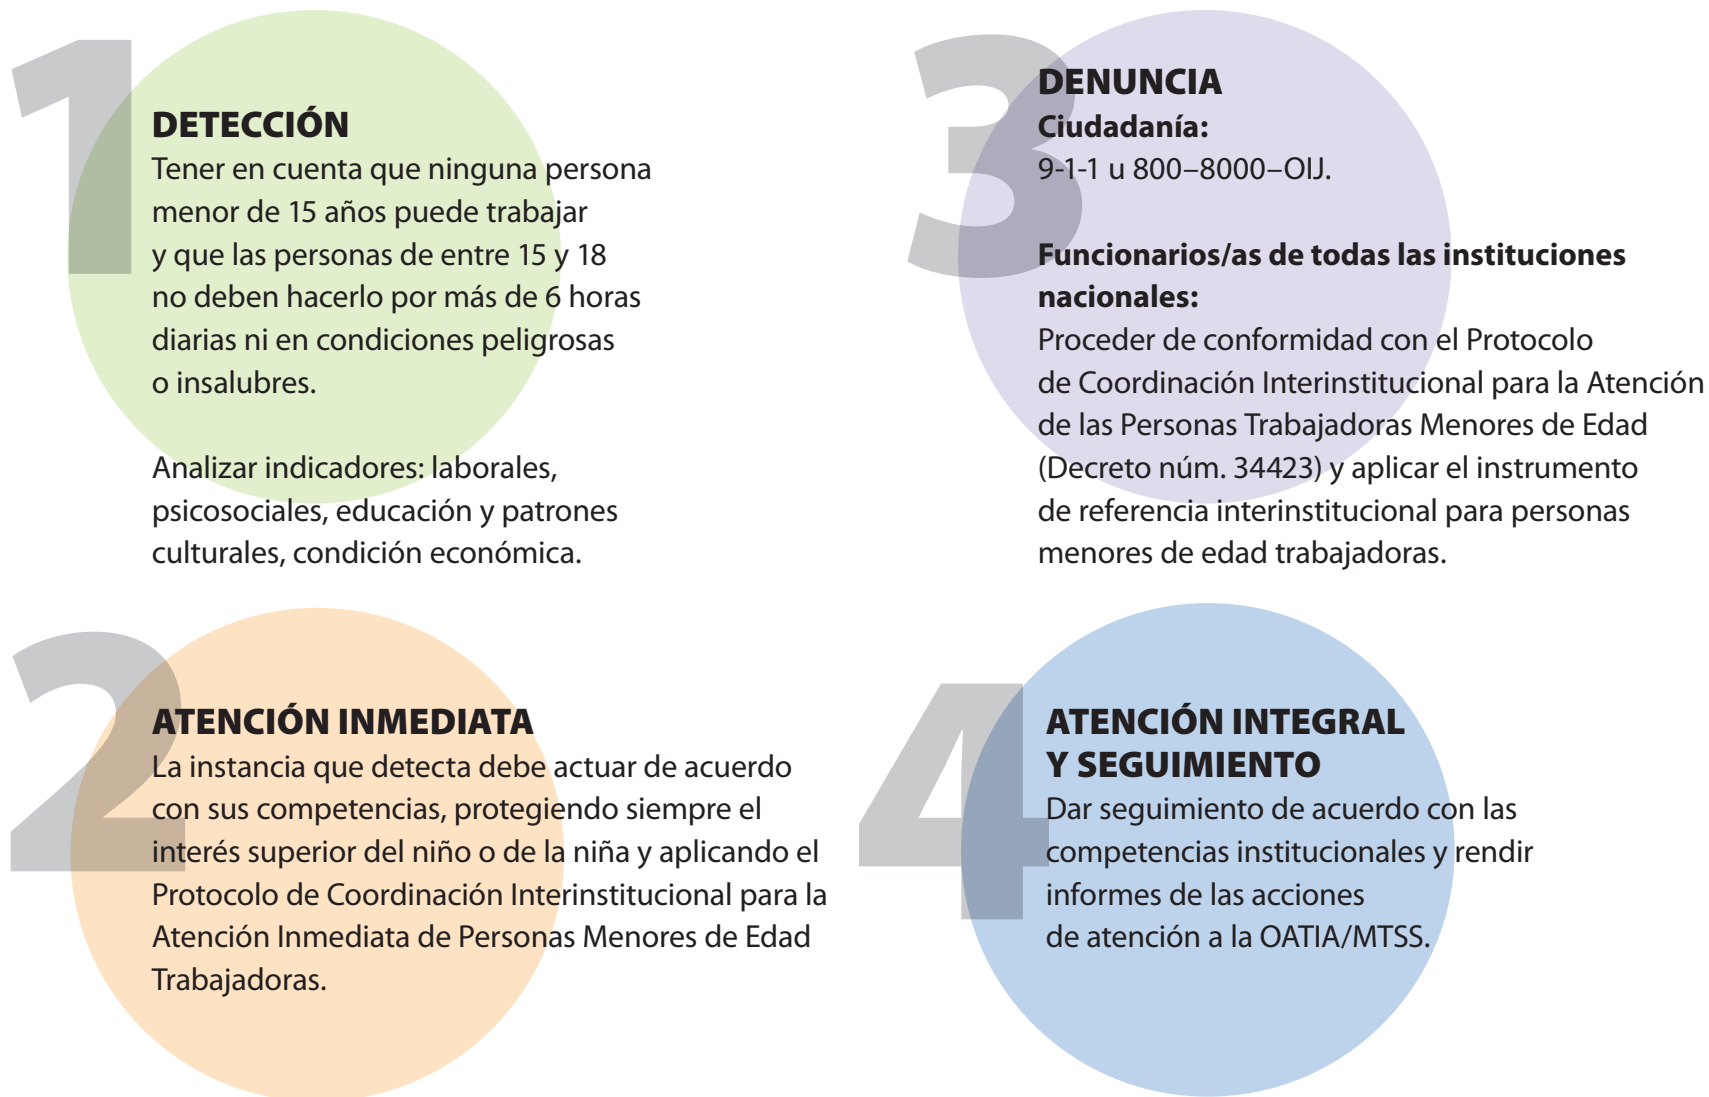 1
DETECCIÓN
Tener en cuenta que ninguna persona
menor de 15 años puede trabajar
y que las personas de entre 15 y 18
no deben hacerlo por más de 6 horas
diarias ni en condiciones peligrosas
o insalubres.
Analizar indicadores: laborales,
psicosociales, educación y patrones
culturales, condición económica.
2
ATENCIÓN INMEDIATA
La instancia que detecta debe actuar de acuerdo
con sus competencias, protegiendo siempre el
interés superior del niño o de la niña y aplicando el
Protocolo de Coordinación Interinstitucional para la
Atención Inmediata de Personas Menores de Edad
Trabajadoras.
3
DENUNCIA
Ciudadanía:
9-1-1 u 800–8000–OIJ.
Funcionarios/as de todas las instituciones
nacionales:
Proceder de conformidad con el Protocolo
de Coordinación Interinstitucional para la Atención
de las Personas Trabajadoras Menores de Edad
(Decreto núm. 34423) y aplicar el instrumento
de referencia interinstitucional para personas
menores de edad trabajadoras.
4
ATENCIÓN INTEGRAL
Y SEGUIMIENTO
Dar seguimiento de acuerdo con las
competencias institucionales y rendir
informes de las acciones
de atención a la OATIA/MTSS.